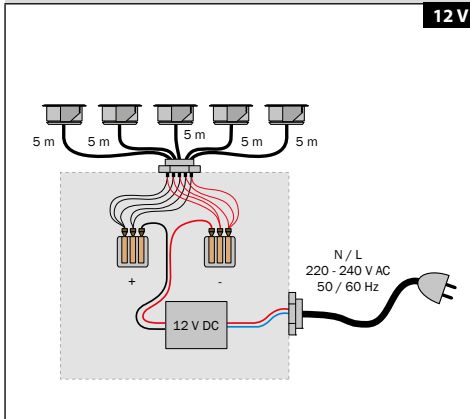 12 V
5 m
5 m
5 m
5 m
5 m
+
-
N / L
220 - 240 V AC
50 / 60 Hz
12 V DC